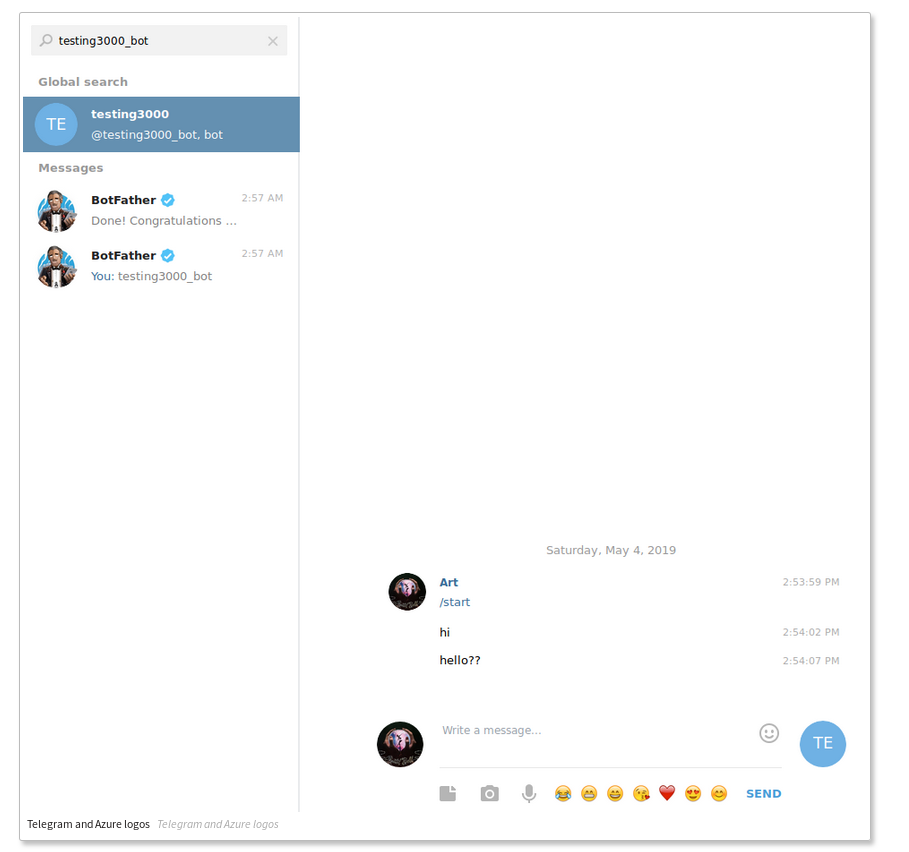 testing3000_bot
Global search
TE
testing3000
@testing3000_bot, bot
Messages
BotFather 2:57 AM
Done! Congratulations ...
BotFather 2:57 AM
You: testing3000_bot
Saturday, May 4, 2019
Art 2:53:59 PM
/start
hi 2:54:02 PM
hello?? 2:54:07 PM
Write a message...
TE
SEND
Telegram and Azure logos Telegram and Azure logos